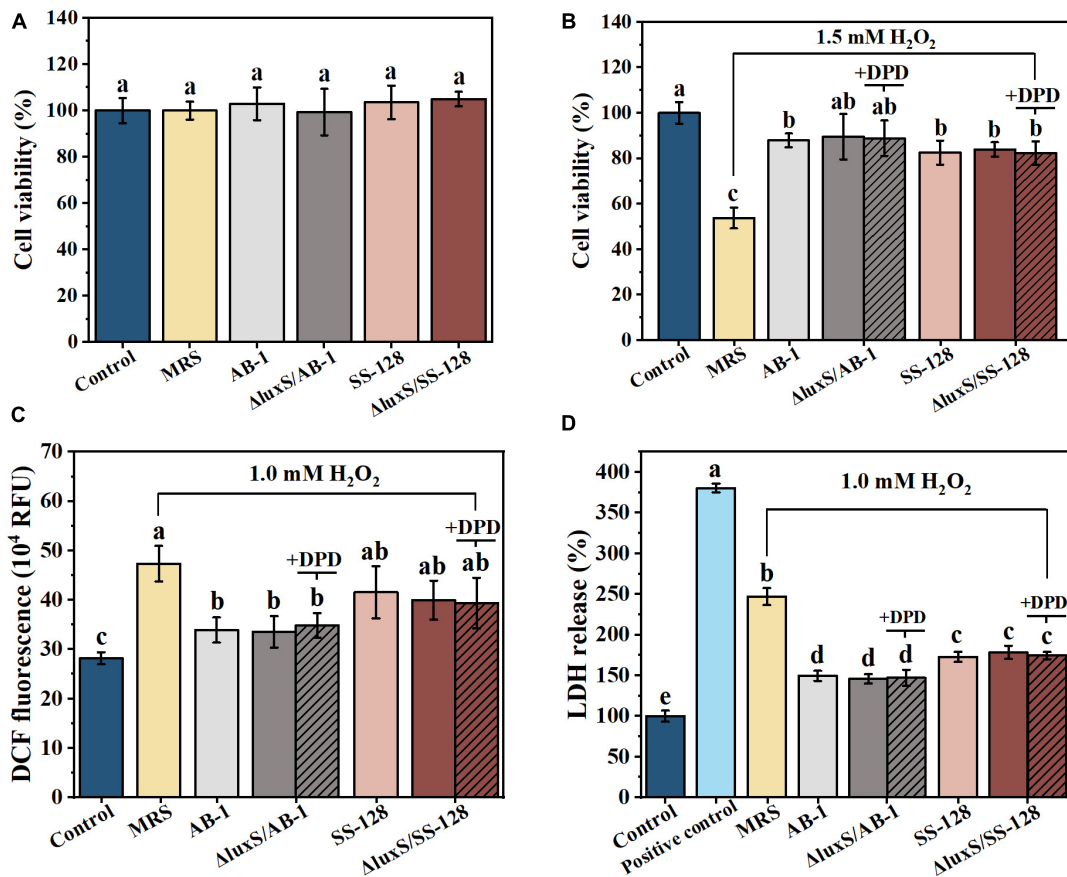 A
Cell viability (%)
140
120
100
80
60
40
20
0
a a a a a a
Control MRS AB-1 ΔluxS/AB-1 SS-128 ΔluxS/SS-128
B
Cell viability (%)
140
120
100
80
60
40
20
0
1.5 mM H₂O₂
+DPD +DPD
a c b ab ab b b b
Control MRS AB-1 ΔluxS/AB-1 SS-128 ΔluxS/SS-128
C
DCF fluorescence (10⁴ RFU)
70
60
50
40
30
20
10
0
1.0 mM H₂O₂
+DPD +DPD
c a b b b ab ab ab
Control MRS AB-1 ΔluxS/AB-1 SS-128 ΔluxS/SS-128
D
LDH release (%)
400
350
300
250
200
150
100
50
0
1.0 mM H₂O₂
+DPD +DPD
e a b d d d c c c
Control Positive control MRS AB-1 ΔluxS/AB-1 SS-128 ΔluxS/SS-128